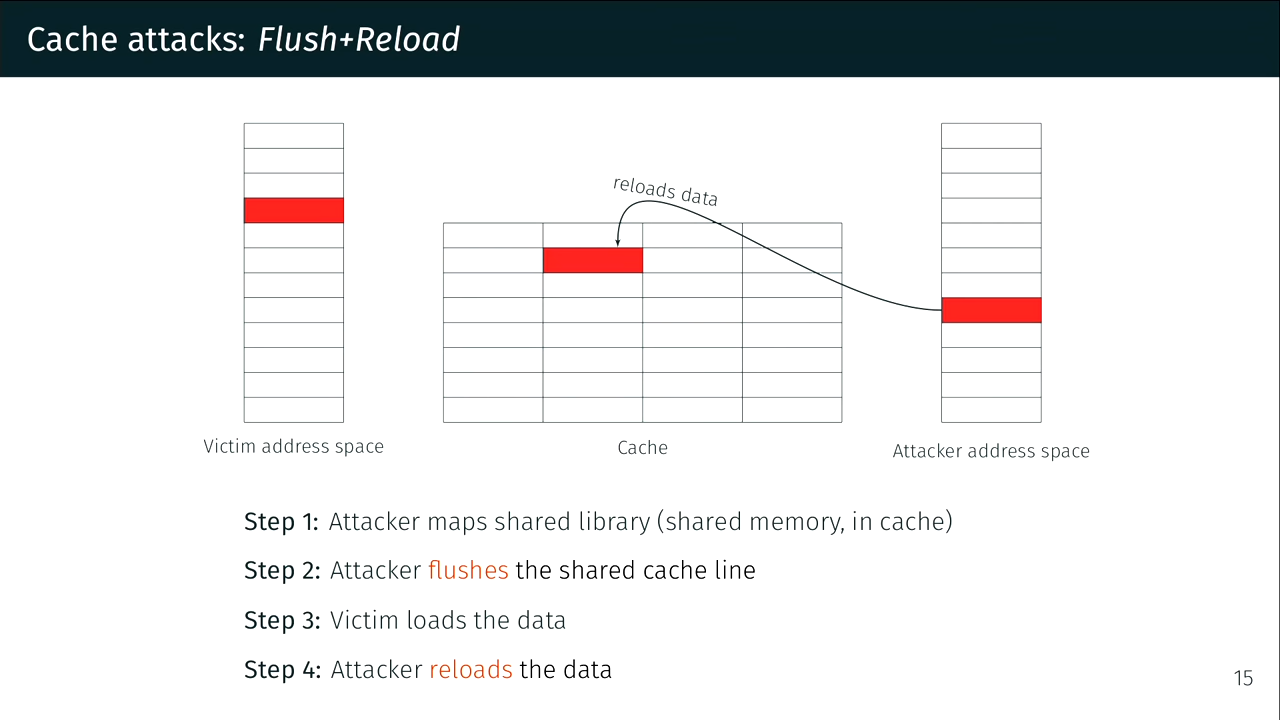 Cache attacks: Flush+Reload
reloads data
Victim address space
Cache
Attacker address space
Step 1: Attacker maps shared library (shared memory, in cache)
Step 2: Attacker flushes the shared cache line
Step 3: Victim loads the data
Step 4: Attacker reloads the data
15